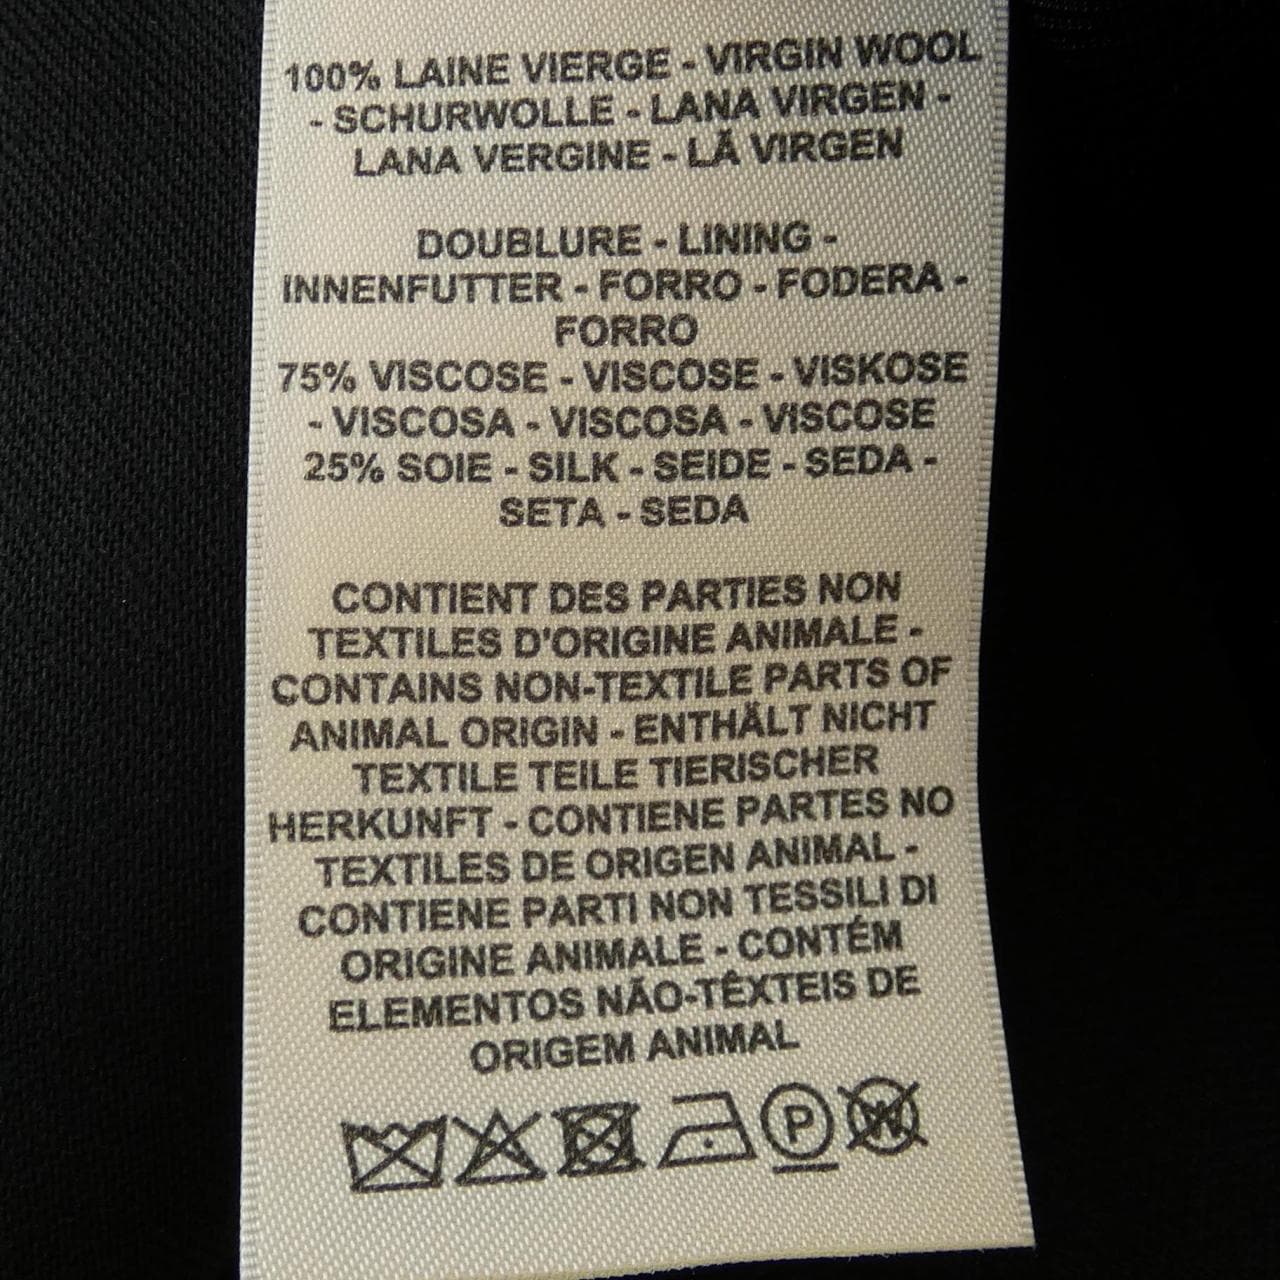 100% LAINE VIERGE - VIRGIN WOOL
- SCHURWOLLE - LANA VIRGEN -
LANA VERGINE - LÃ VIRGEN
DOUBLURE - LINING -
INNENFUTTER - FORRO - FODERA -
FORRO
75% VISCOSE - VISCOSE - VISKOSE
- VISCOSA - VISCOSA - VISCOSE
25% SOIE - SILK - SEIDE - SEDA -
SETA - SEDA
CONTIENT DES PARTIES NON
TEXTILES D'ORIGINE ANIMALE -
CONTAINS NON-TEXTILE PARTS OF
ANIMAL ORIGIN - ENTHÄLT NICHT
TEXTILE TEILE TIERISCHER
HERKUNFT - CONTIENE PARTES NO
TEXTILES DE ORIGEN ANIMAL -
CONTIENE PARTI NON TESSILI DI
ORIGINE ANIMALE - CONTÉM
ELEMENTOS NÃO-TÊXTEIS DE
ORIGEM ANIMAL
P W